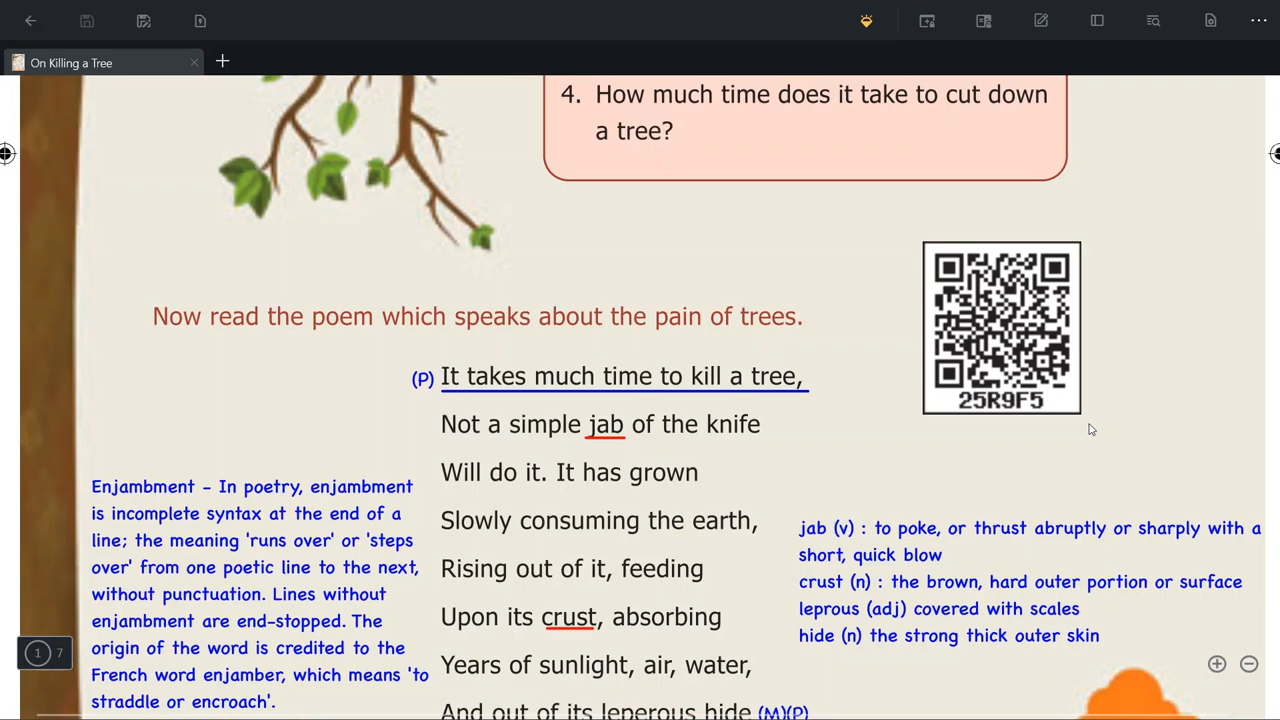 On Killing a Tree
4. How much time does it take to cut down
a tree?
25R9F5
Now read the poem which speaks about the pain of trees.
(P) It takes much time to kill a tree,
Not a simple jab of the knife
Will do it. It has grown
Slowly consuming the earth,
Rising out of it, feeding
Upon its crust, absorbing
Years of sunlight, air, water,
And out of its leperous hide (M)(P)
Enjambment - In poetry, enjambment
is incomplete syntax at the end of a
line; the meaning 'runs over' or 'steps
over' from one poetic line to the next,
without punctuation. Lines without
enjambment are end-stopped. The
origin of the word is credited to the
French word enjamber, which means 'to
straddle or encroach'.
jab (v) : to poke, or thrust abruptly or sharply with a
short, quick blow
crust (n) : the brown, hard outer portion or surface
leprous (adj) covered with scales
hide (n) the strong thick outer skin
1 7